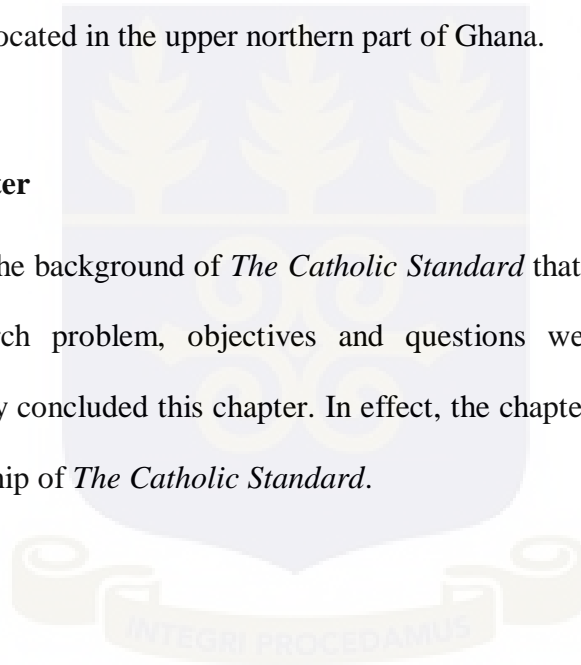 ocated in the upper northern part of Ghana.
ter
he background of The Catholic Standard that
rch problem, objectives and questions we
y concluded this chapter. In effect, the chapte
hip of The Catholic Standard.
INTEGRI PROCEDAMUS